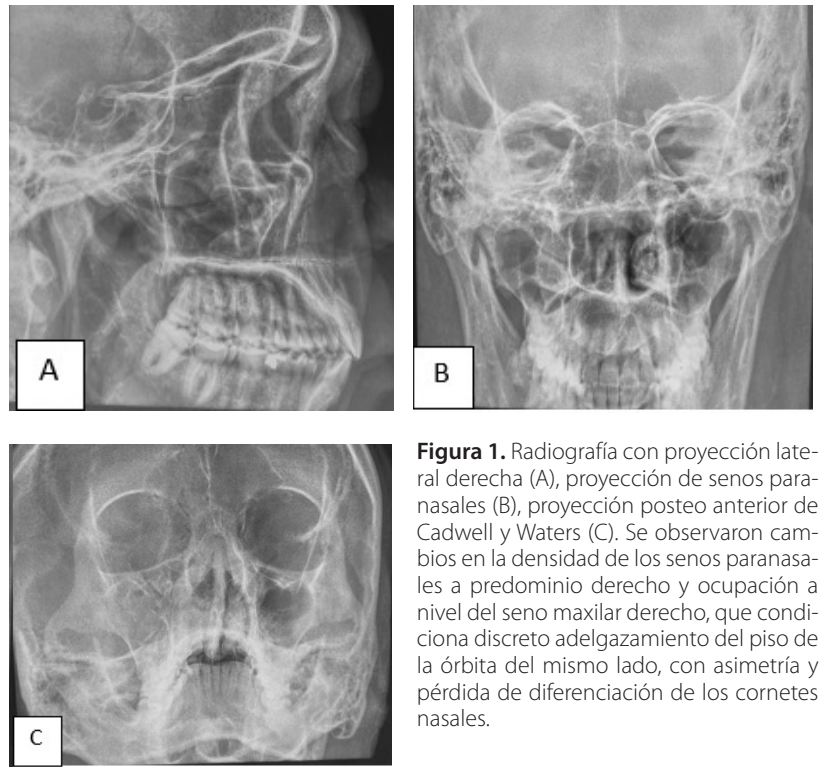 A
B
C
Figura 1. Radiografía con proyección late-
ral derecha (A), proyección de senos para-
nasales (B), proyección posteo anterior de
Cadwell y Waters (C). Se observaron cam-
bios en la densidad de los senos paranasa-
les a predominio derecho y ocupación a
nivel del seno maxilar derecho, que condi-
ciona discreto adelgazamiento del piso de
la órbita del mismo lado, con asimetría y
pérdida de diferenciación de los cornetes
nasales.